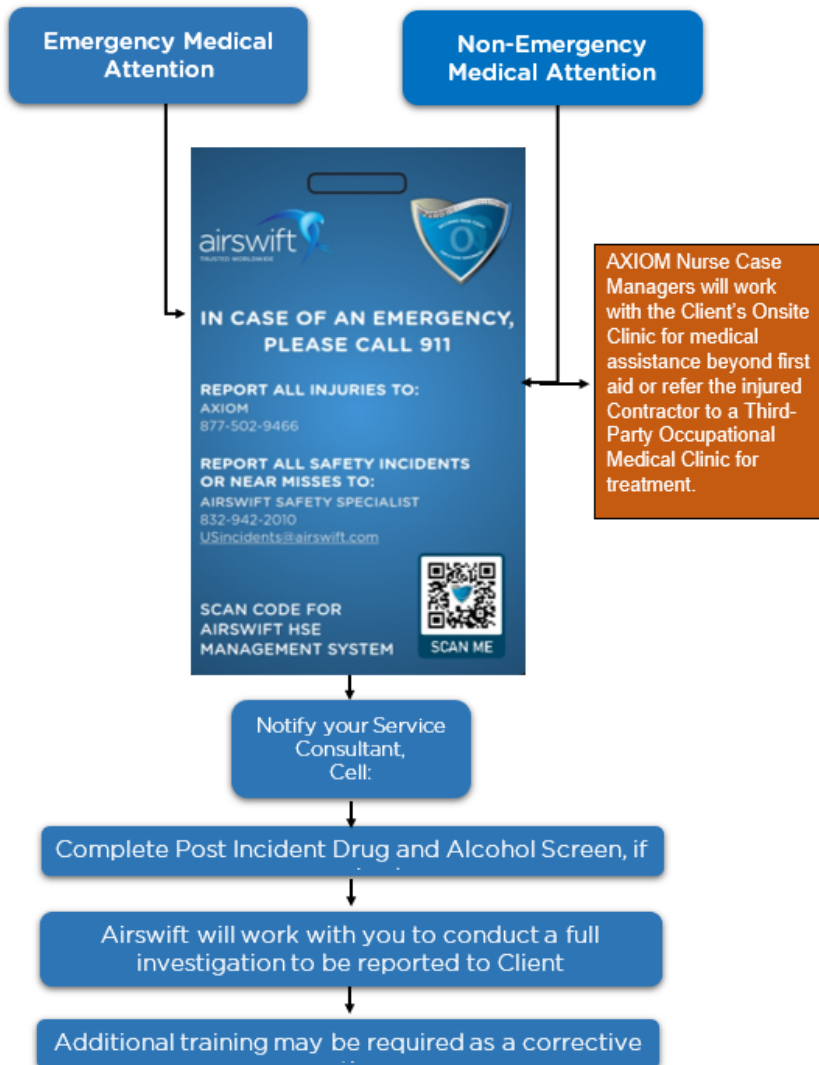 Emergency Medical
Attention
Non-Emergency
Medical Attention
airswift
TRUSTED WORLDWIDE
IN CASE OF AN EMERGENCY,
PLEASE CALL 911
REPORT ALL INJURIES TO:
AXIOM
877-502-9466
REPORT ALL SAFETY INCIDENTS
OR NEAR MISSES TO:
AIRSWIFT SAFETY SPECIALIST
832-942-2010
USincidents@airswift.com
SCAN CODE FOR
AIRSWIFT HSE
MANAGEMENT SYSTEM
SCAN ME
AXIOM Nurse Case
Managers will work
with the Client's Onsite
Clinic for medical
assistance beyond first
aid or refer the injured
Contractor to a Third-
Party Occupational
Medical Clinic for
treatment.
Notify your Service
Consultant,
Cell:
Complete Post Incident Drug and Alcohol Screen, if
Airswift will work with you to conduct a full
investigation to be reported to Client
Additional training may be required as a corrective